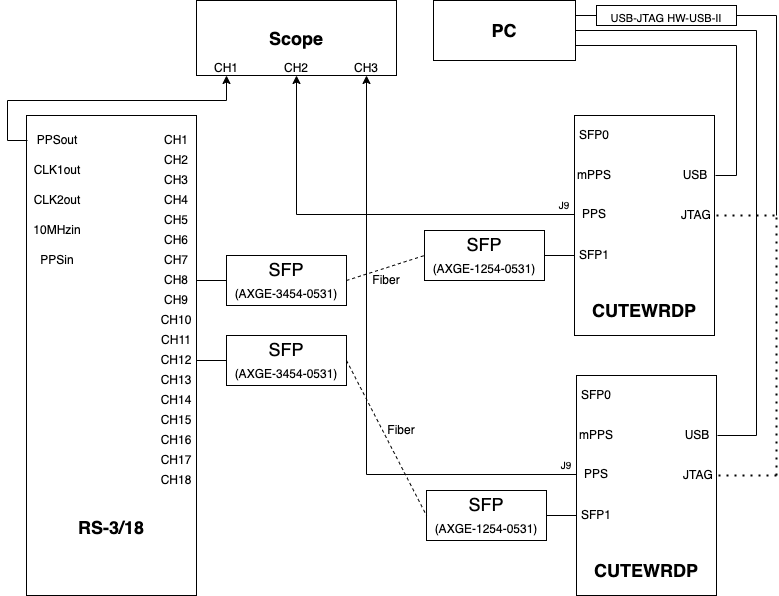 Scope
CH1
CH2
CH3
PC
USB-JTAG HW-USB-II
PPSout
CLK1out
CLK2out
10MHzin
PPSin
CH1
CH2
CH3
CH4
CH5
CH6
CH7
CH8
CH9
CH10
CH11
CH12
CH13
CH14
CH15
CH16
CH17
CH18
RS-3/18
SFP
(AXGE-3454-0531)
Fiber
SFP
(AXGE-1254-0531)
SFP
(AXGE-3454-0531)
Fiber
SFP
(AXGE-1254-0531)
SFP0
mPPS
USB
J9
PPS
JTAG
SFP1
CUTEWRDP
SFP0
mPPS
USB
J9
PPS
JTAG
SFP1
CUTEWRDP